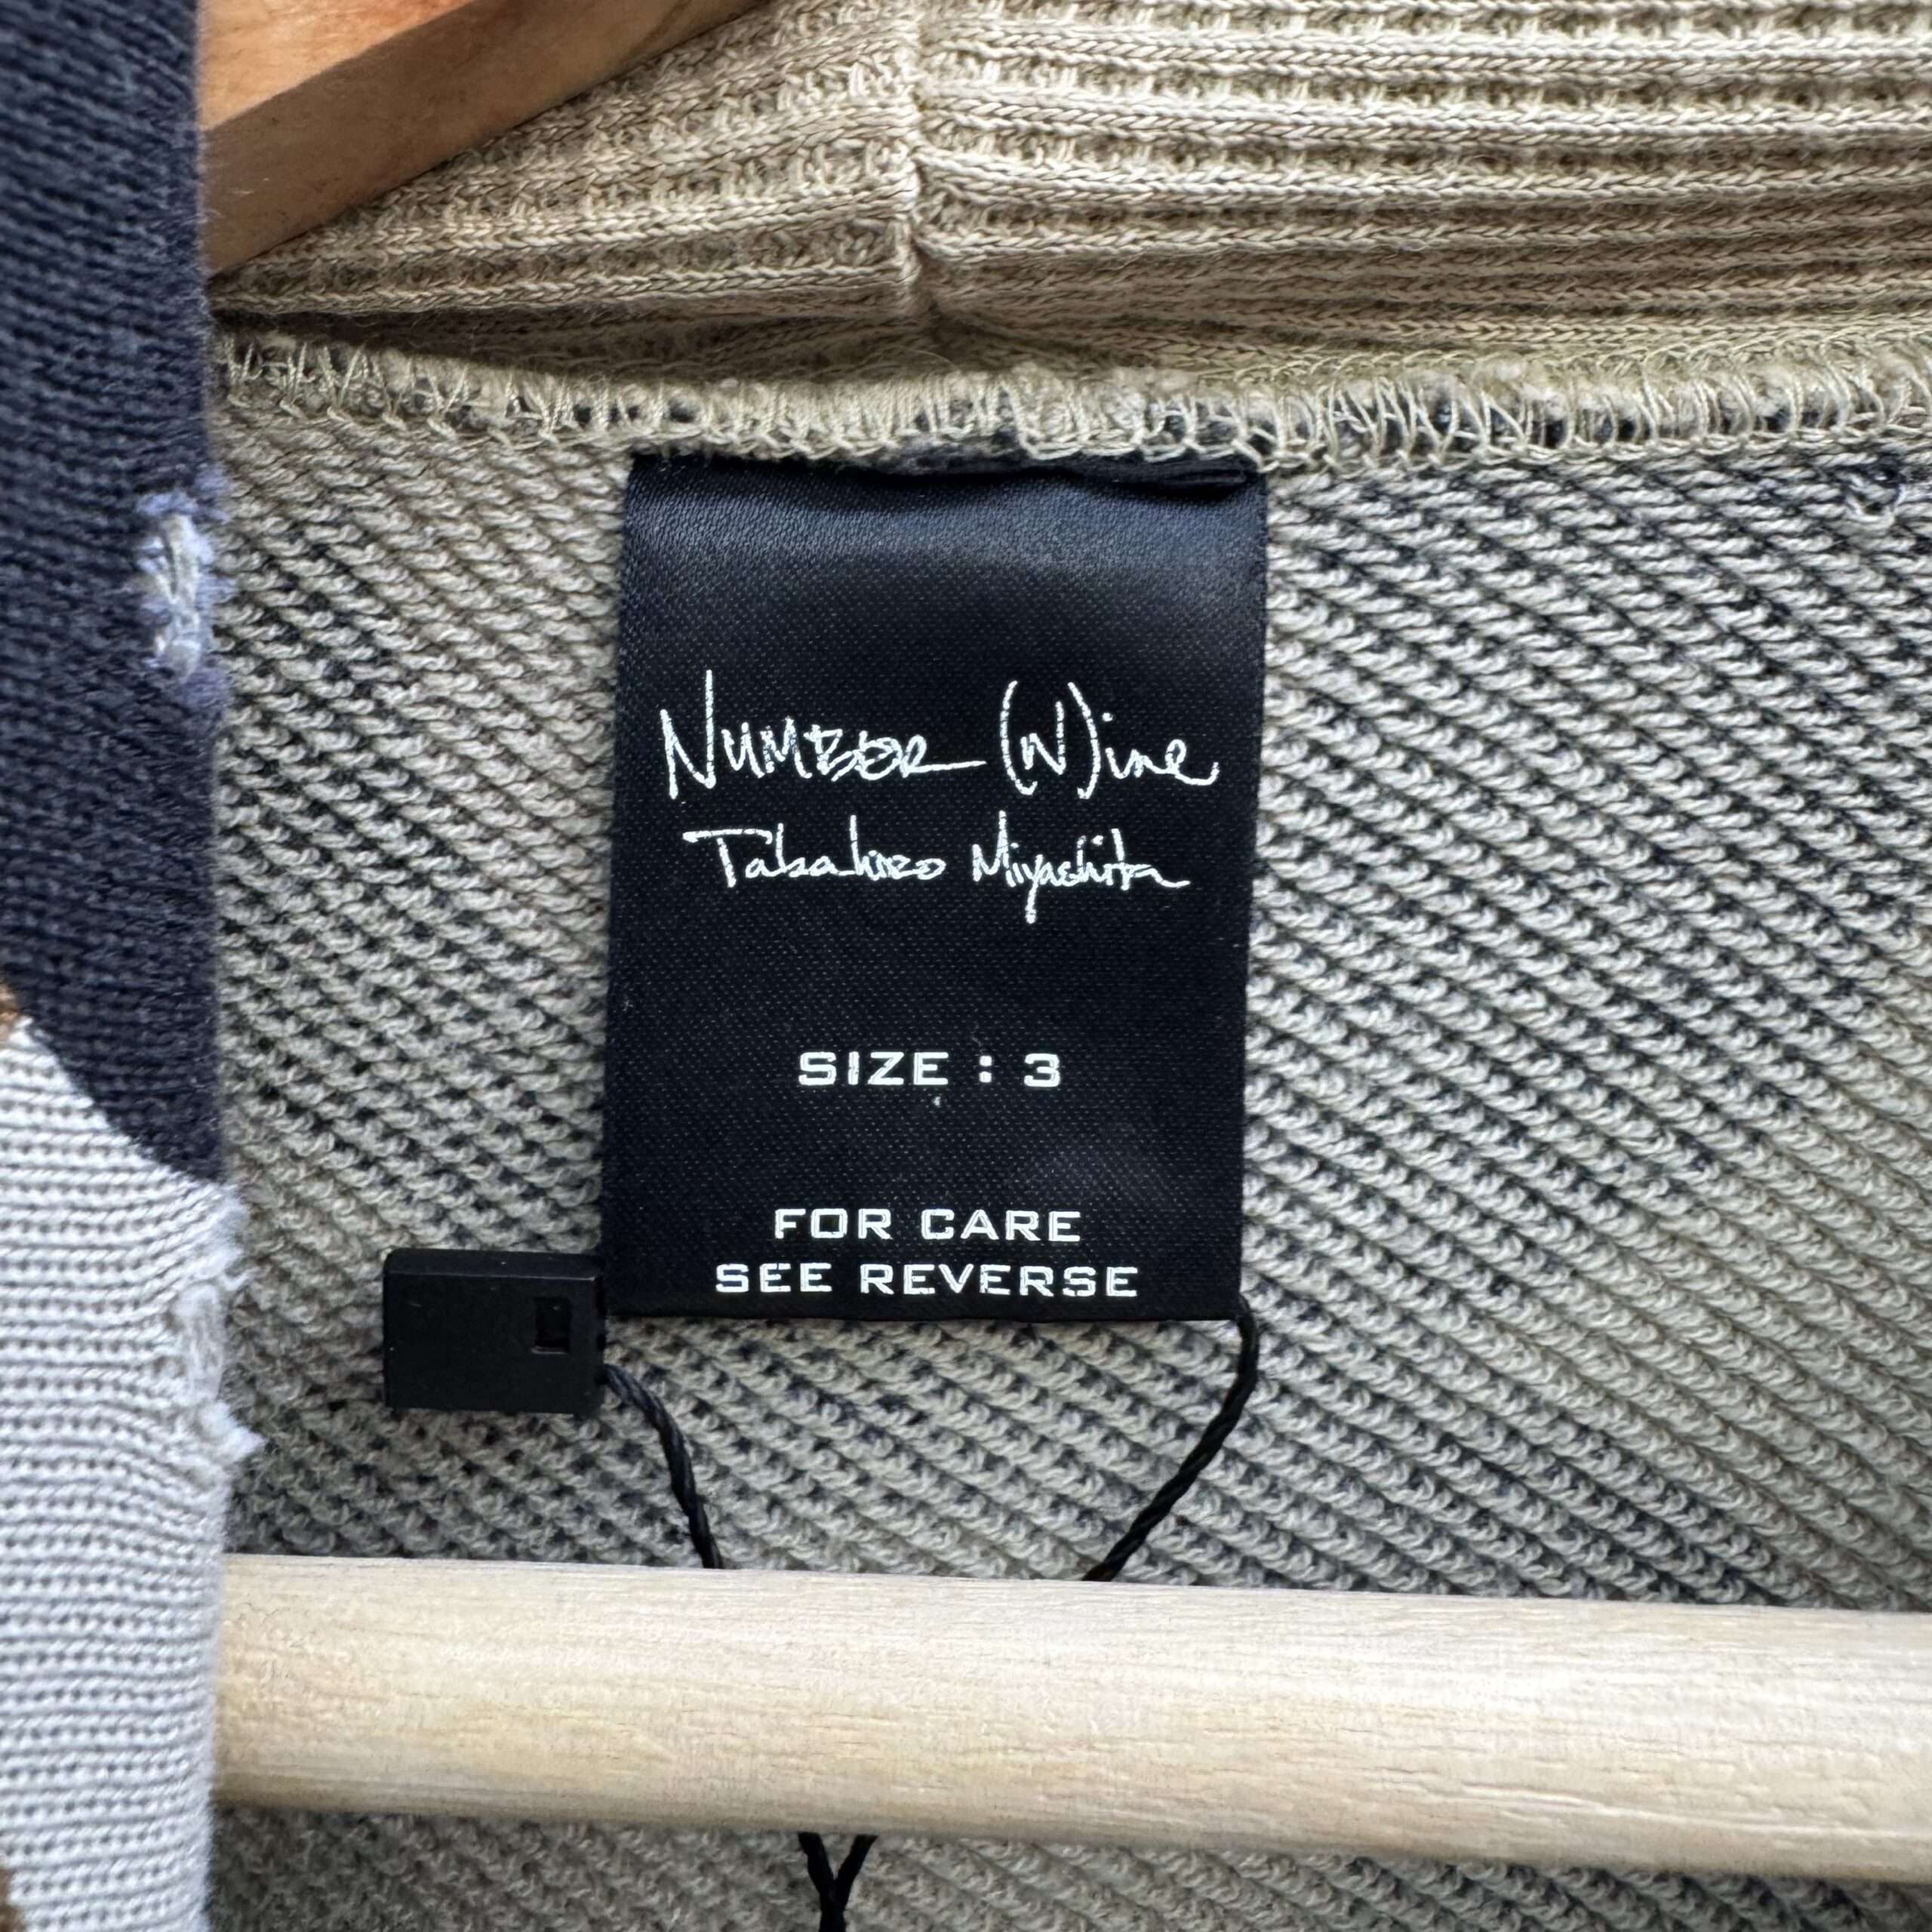 Number (N)ine
Takahiro Miyashita
SIZE : 3
FOR CARE
SEE REVERSE